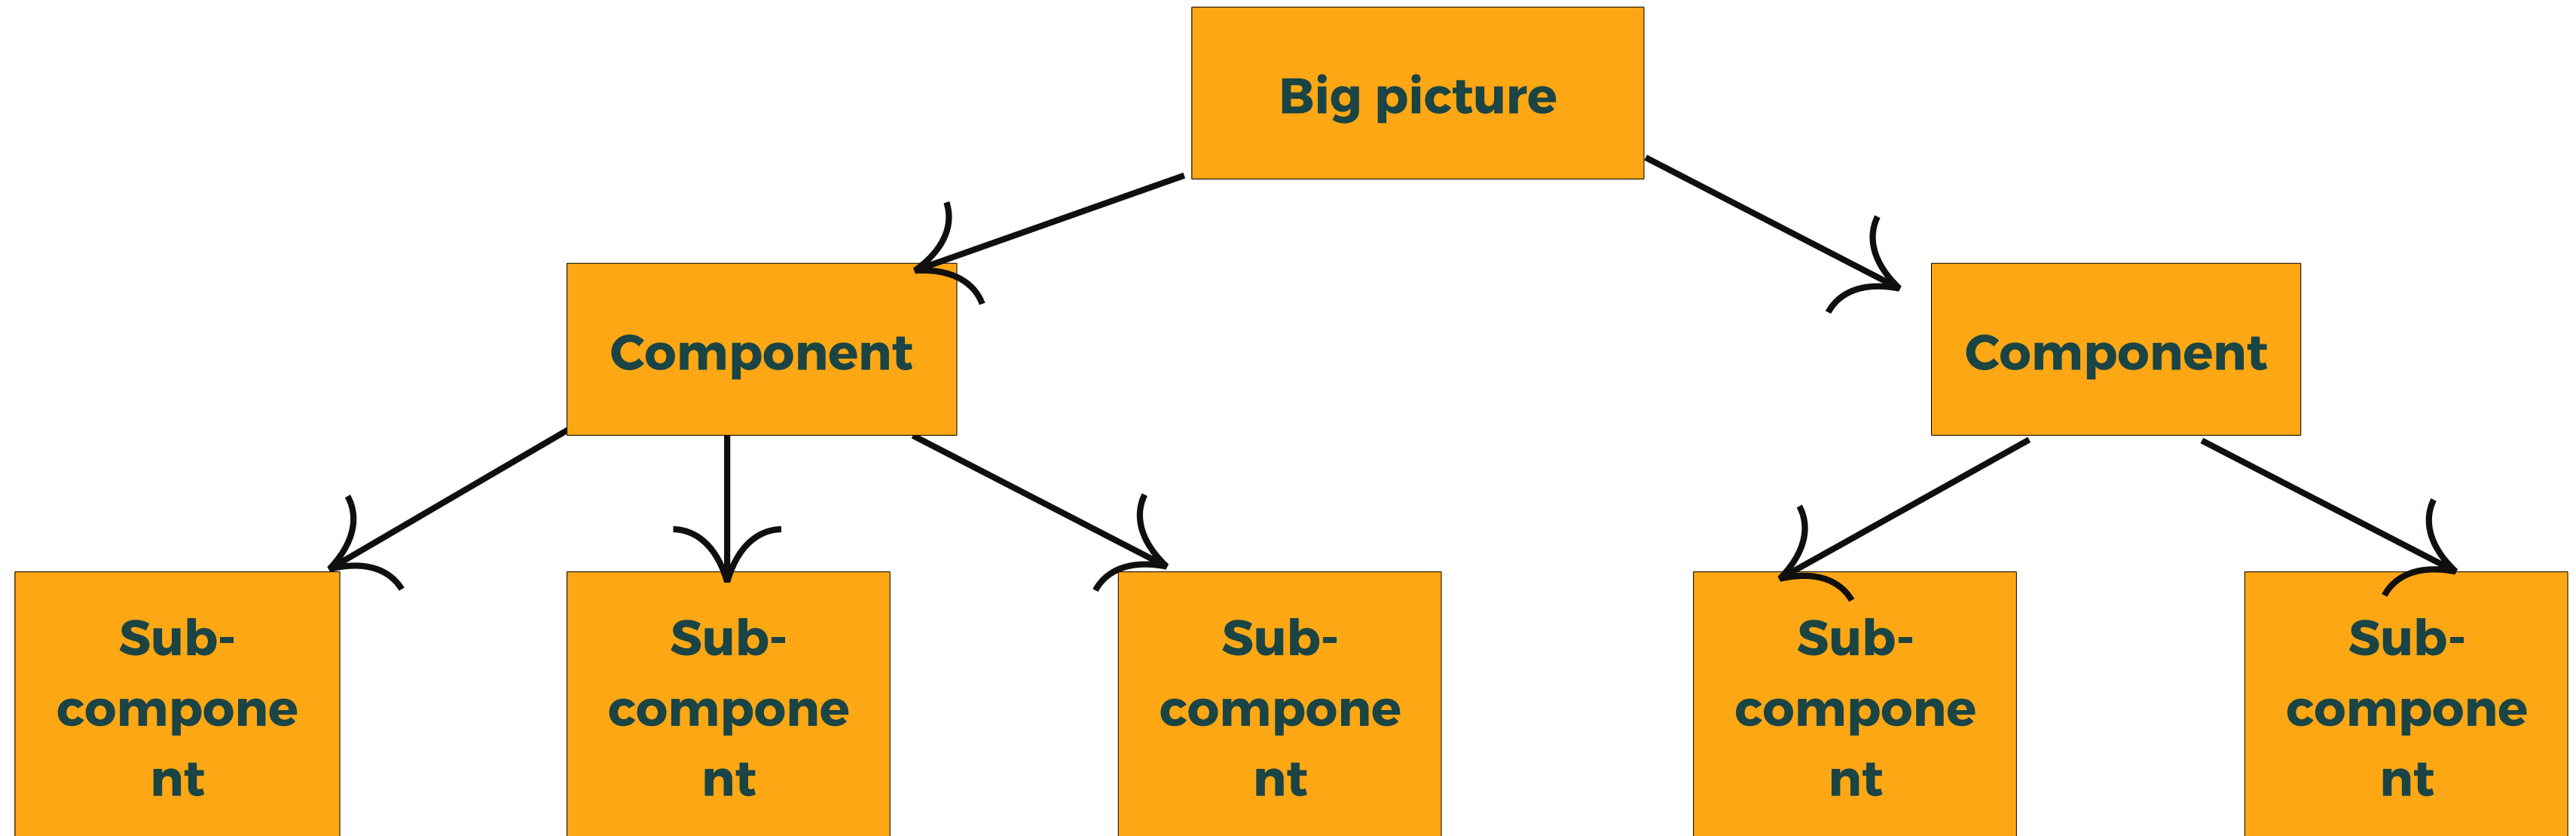 Big picture
Component
Component
Sub-
compone
nt
Sub-
compone
nt
Sub-
compone
nt
Sub-
compone
nt
Sub-
compone
nt